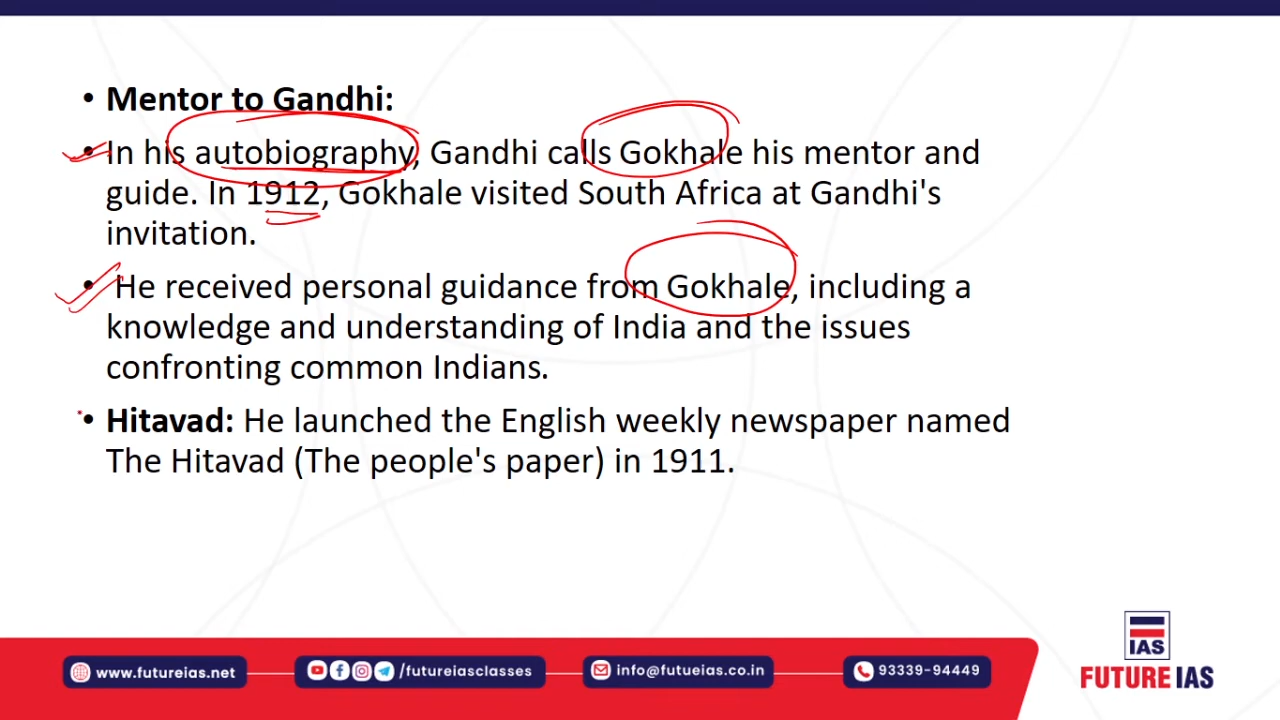 • Mentor to Gandhi:
• In his autobiography, Gandhi calls Gokhale his mentor and
guide. In 1912, Gokhale visited South Africa at Gandhi's
invitation.
• He received personal guidance from Gokhale, including a
knowledge and understanding of India and the issues
confronting common Indians.
• Hitavad: He launched the English weekly newspaper named
The Hitavad (The people's paper) in 1911.
IAS
www.futureias.net
/futureiasclasses
info@futueias.co.in
93339-94449
FUTURE IAS